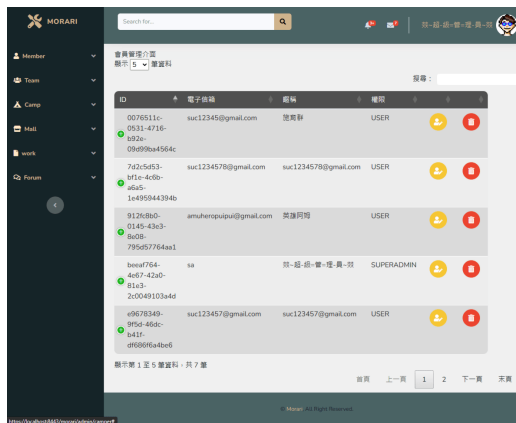 MORARI
Search for...
Member
Team
Camp
Mall
work
Forum
會員管理介面
顯示 5 筆資料
搜尋：
ID 電子信箱 暱稱 權限
0076511c-
0531-4716-
b92e-
09d99ba4564c
suc12345@gmail.com
USER
7d2c5d53-
bf1e-4c6b-
a6a5-
1e495944394b
suc1234578@gmail.com
suc1234578@gmail.com
USER
912fc8b0-
0145-43e3-
8e08-
795d57764aa1
amuheropuipui@gmail.com
英雄阿姆
USER
beeaf764-
4e67-42a0-
81e3-
2c0049103a4d
sa
SUPERADMIN
e9678349-
9f5d-46dc-
b41f-
df686f6a4be6
suc123457@gmail.com
suc123457@gmail.com
USER
顯示第 1 至 5 筆資料，共 7 筆
首頁 上一頁 1 2 下一頁 末頁
© Morari. All Right Reserved.